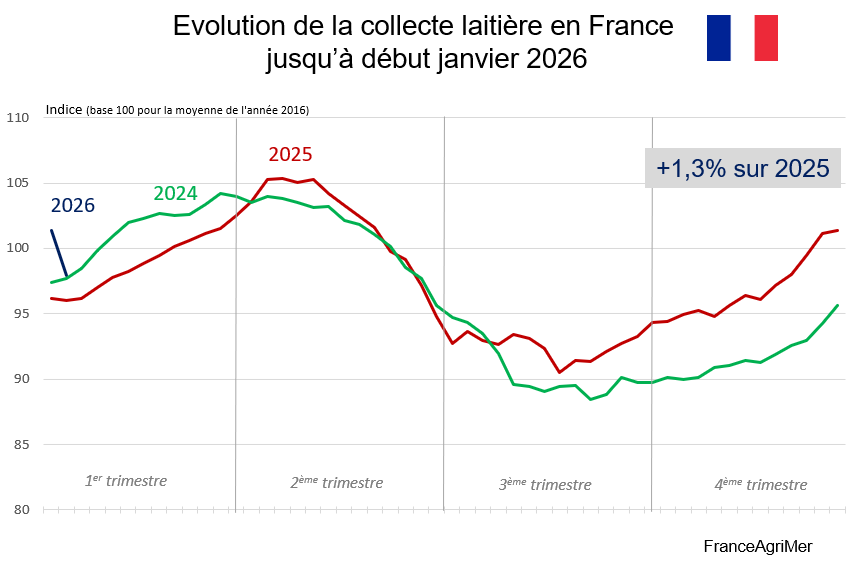 Evolution de la collecte laitière en France
jusqu’à début janvier 2026
Indice (base 100 pour la moyenne de l'année 2016)
110
105
100
95
90
85
80
2025
2024
2026
+1,3% sur 2025
1er trimestre
2ème trimestre
3ème trimestre
4ème trimestre
FranceAgriMer